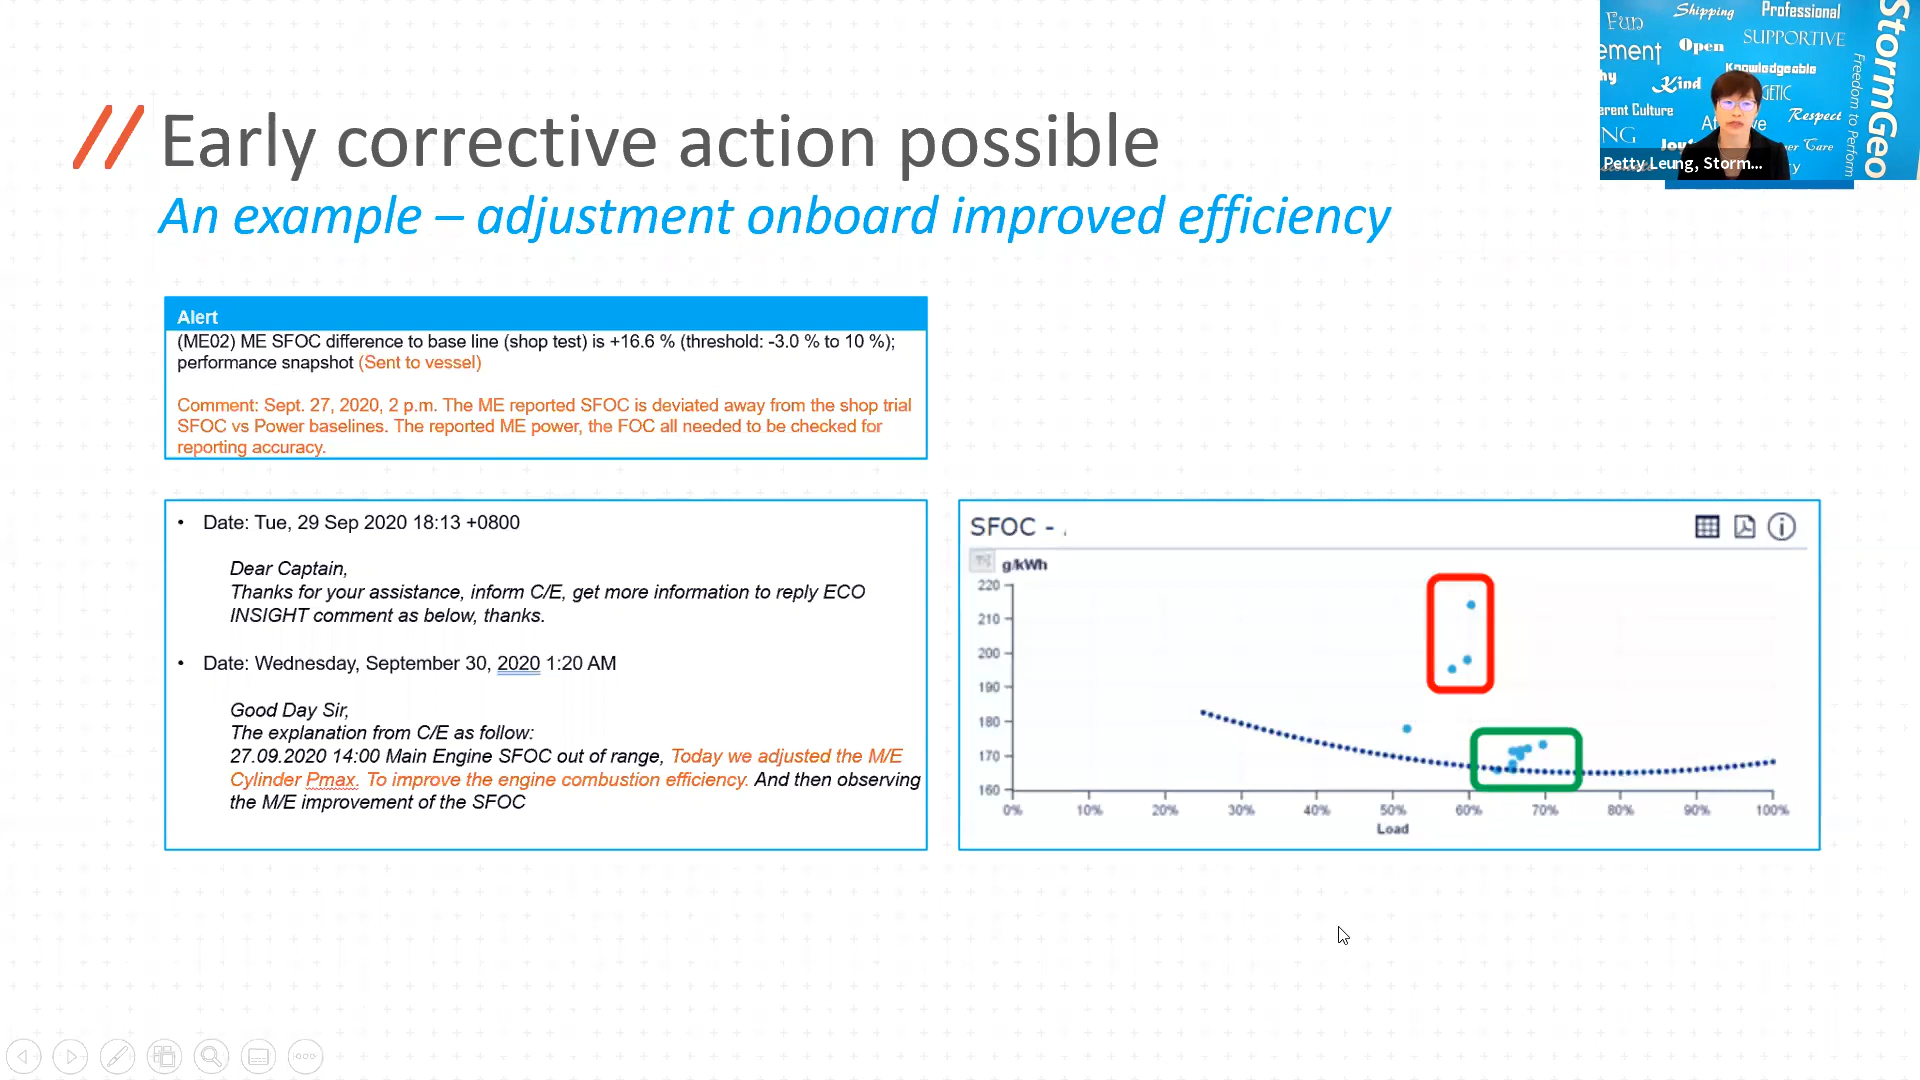 Early corrective action possible
An example – adjustment onboard improved efficiency
Fun
Shipping
Professional
ement
Open
SUPPORTIVE
Knowledgeable
hy
Kind
GETIC
erent Culture
Respect
NG
StormGeo
Freedom to Perform
Petty Leung, Storm...
Alert
(ME02) ME SFOC difference to base line (shop test) is +16.6 % (threshold: -3.0 % to 10 %);
performance snapshot (Sent to vessel)
Comment: Sept. 27, 2020, 2 p.m. The ME reported SFOC is deviated away from the shop trial
SFOC vs Power baselines. The reported ME power, the FOC all needed to be checked for
reporting accuracy.
• Date: Tue, 29 Sep 2020 18:13 +0800
Dear Captain,
Thanks for your assistance, inform C/E, get more information to reply ECO
INSIGHT comment as below, thanks.
• Date: Wednesday, September 30, 2020 1:20 AM
Good Day Sir,
The explanation from C/E as follow:
27.09.2020 14:00 Main Engine SFOC out of range, Today we adjusted the M/E
Cylinder Pmax. To improve the engine combustion efficiency. And then observing
the M/E improvement of the SFOC
SFOC -
g/kWh
220
210
200
190
180
170
160
0% 10% 20% 30% 40% 50% 60% 70% 80% 90% 100%
Load